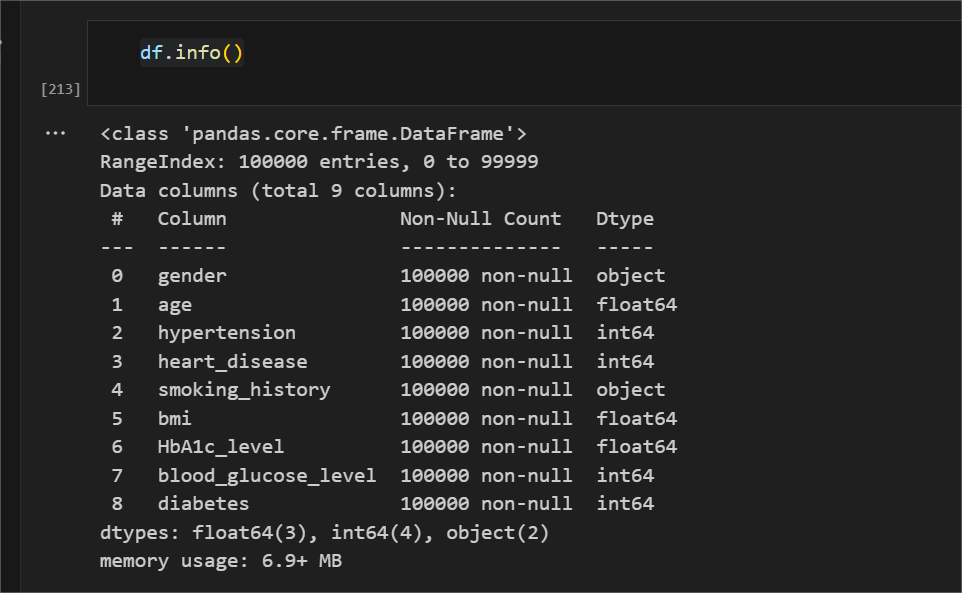 df.info()
[213]
...
<class 'pandas.core.frame.DataFrame'>
RangeIndex: 100000 entries, 0 to 99999
Data columns (total 9 columns):
 #   Column               Non-Null Count   Dtype
---  ------               --------------   -----
 0   gender               100000 non-null  object
 1   age                  100000 non-null  float64
 2   hypertension         100000 non-null  int64
 3   heart_disease        100000 non-null  int64
 4   smoking_history      100000 non-null  object
 5   bmi                  100000 non-null  float64
 6   HbA1c_level          100000 non-null  float64
 7   blood_glucose_level  100000 non-null  int64
 8   diabetes             100000 non-null  int64
dtypes: float64(3), int64(4), object(2)
memory usage: 6.9+ MB